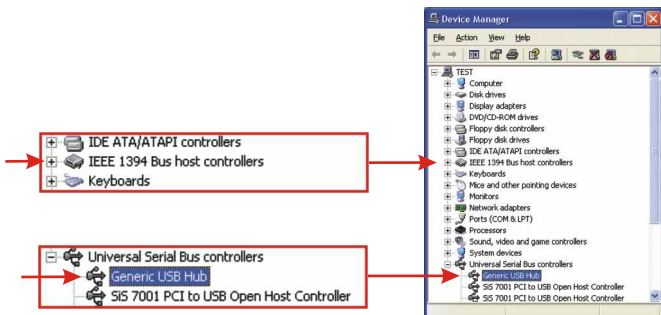 IDE ATA/ATAPI controllers
IEEE 1394 Bus host controllers
Keyboards
Universal Serial Bus controllers
Generic USB Hub
SiS 7001 PCI to USB Open Host Controller
Device Manager
File Action View Help
TEST
Computer
Disk drives
Display adapters
DVD/CD-ROM drives
Floppy disk controllers
Floppy disk drives
IDE ATA/ATAPI controllers
IEEE 1394 Bus host controllers
Keyboards
Mice and other pointing devices
Monitors
Network adapters
Ports (COM & LPT)
Processors
Sound, video and game controllers
System devices
Universal Serial Bus controllers
Generic USB Hub
SiS 7001 PCI to USB Open Host Controller
SiS 7001 PCI to USB Open Host Controller